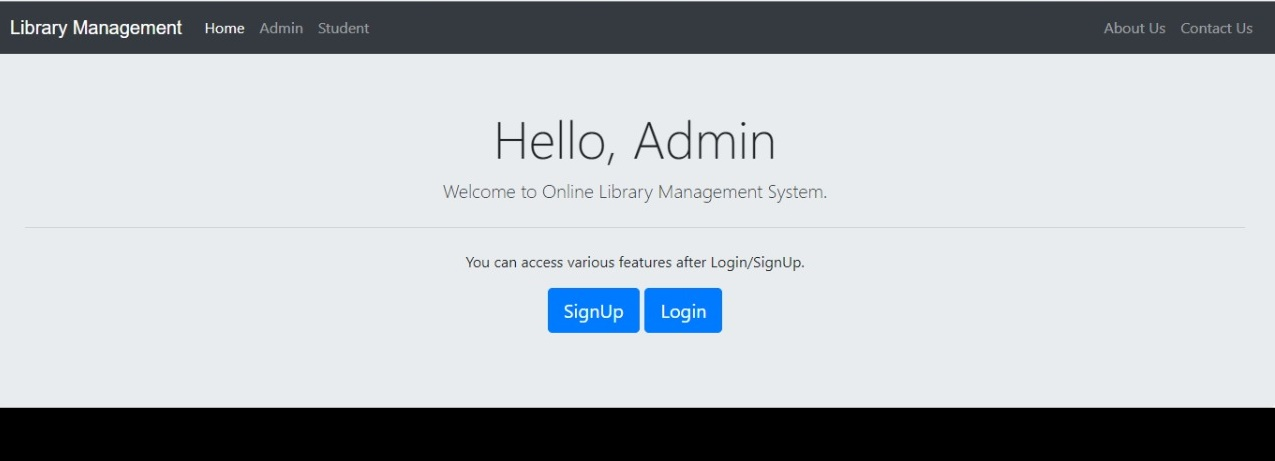 Library Management Home Admin Student About Us Contact Us
Hello, Admin
Welcome to Online Library Management System.
You can access various features after Login/SignUp.
SignUp Login